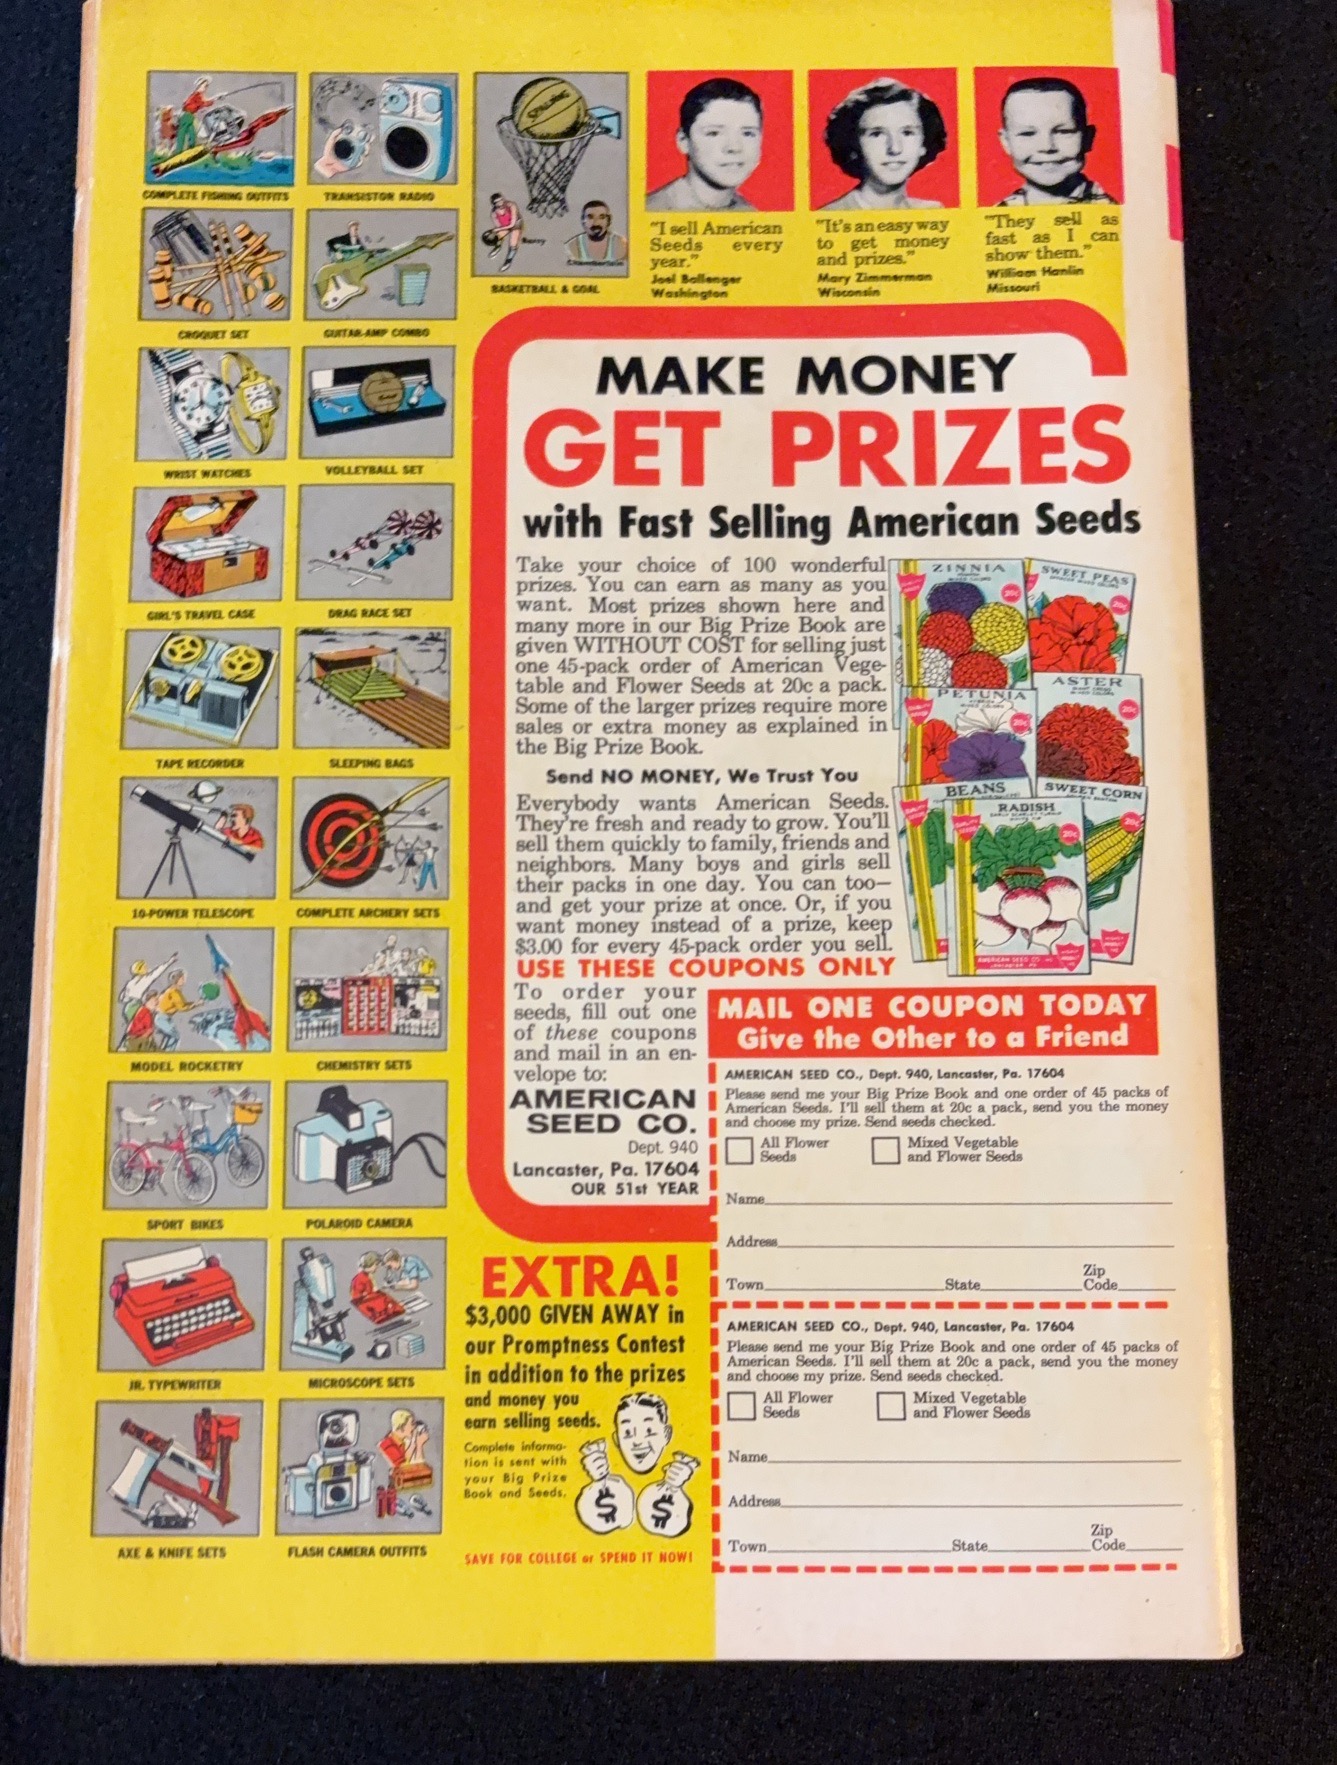 COMPLETE FISHING OUTFITS
TRANSISTOR RADIO
SPALDING
Barry
Chamberlain
BASKETBALL & GOAL
CROQUET SET
GUITAR-AMP COMBO
WRIST WATCHES
VOLLEYBALL SET
GIRL'S TRAVEL CASE
DRAG RACE SET
TAPE RECORDER
SLEEPING BAGS
10-POWER TELESCOPE
COMPLETE ARCHERY SETS
MODEL ROCKETRY
CHEMISTRY SETS
SPORT BIKES
POLAROID CAMERA
JR. TYPEWRITER
MICROSCOPE SETS
AXE & KNIFE SETS
FLASH CAMERA OUTFITS
"I sell American
Seeds every
year."
Joel Ballenger
Washington
"It's an easy way
to get money
and prizes."
Mary Zimmerman
Wisconsin
"They sell as
fast as I can
show them."
William Hanlin
Missouri
MAKE MONEY
GET PRIZES
with Fast Selling American Seeds
Take your choice of 100 wonderful
prizes. You can earn as many as you
want. Most prizes shown here and
many more in our Big Prize Book are
given WITHOUT COST for selling just
one 45-pack order of American Vege-
table and Flower Seeds at 20c a pack.
Some of the larger prizes require more
sales or extra money as explained in
the Big Prize Book.
Send NO MONEY, We Trust You
Everybody wants American Seeds.
They're fresh and ready to grow. You'll
sell them quickly to family, friends and
neighbors. Many boys and girls sell
their packs in one day. You can too—
and get your prize at once. Or, if you
want money instead of a prize, keep
$3.00 for every 45-pack order you sell.
USE THESE COUPONS ONLY
To order your
seeds, fill out one
of these coupons
and mail in an en-
velope to:
AMERICAN
SEED CO.
Dept. 940
Lancaster, Pa. 17604
OUR 51st YEAR
ZINNIA
MIXED COLORS
20c
SWEET PEAS
MIXED COLORS
20c
PETUNIA
MIXED COLORS
20c
ASTER
MIXED COLORS
20c
BEANS
SWEET CORN
20c
RADISH
20c
AMERICAN SEED CO.
LANCASTER, PA.
MAIL ONE COUPON TODAY
Give the Other to a Friend
AMERICAN SEED CO., Dept. 940, Lancaster, Pa. 17604
Please send me your Big Prize Book and one order of 45 packs of
American Seeds. I'll sell them at 20c a pack, send you the money
and choose my prize. Send seeds checked.
All Flower
Seeds
Mixed Vegetable
and Flower Seeds
Name
Address
Town State Zip
Code
AMERICAN SEED CO., Dept. 940, Lancaster, Pa. 17604
Please send me your Big Prize Book and one order of 45 packs of
American Seeds. I'll sell them at 20c a pack, send you the money
and choose my prize. Send seeds checked.
All Flower
Seeds
Mixed Vegetable
and Flower Seeds
Name
Address
Town State Zip
Code
EXTRA!
$3,000 GIVEN AWAY in
our Promptness Contest
in addition to the prizes
and money you
earn selling seeds.
Complete informa-
tion is sent with
your Big Prize
Book and Seeds.
$ $
SAVE FOR COLLEGE or SPEND IT NOW!